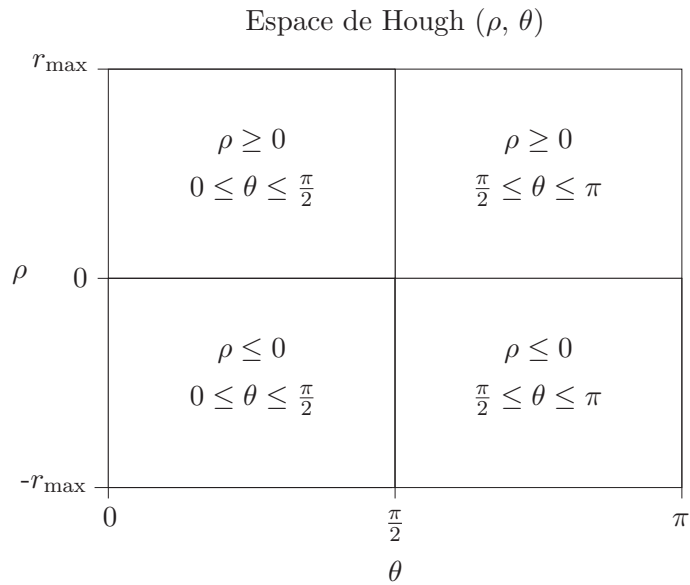 Espace de Hough (ρ, θ)
r_max
ρ ≥ 0
ρ ≥ 0
0 ≤ θ ≤ π/2
π/2 ≤ θ ≤ π
ρ
0
ρ ≤ 0
ρ ≤ 0
0 ≤ θ ≤ π/2
π/2 ≤ θ ≤ π
-r_max
0
π/2
π
θ